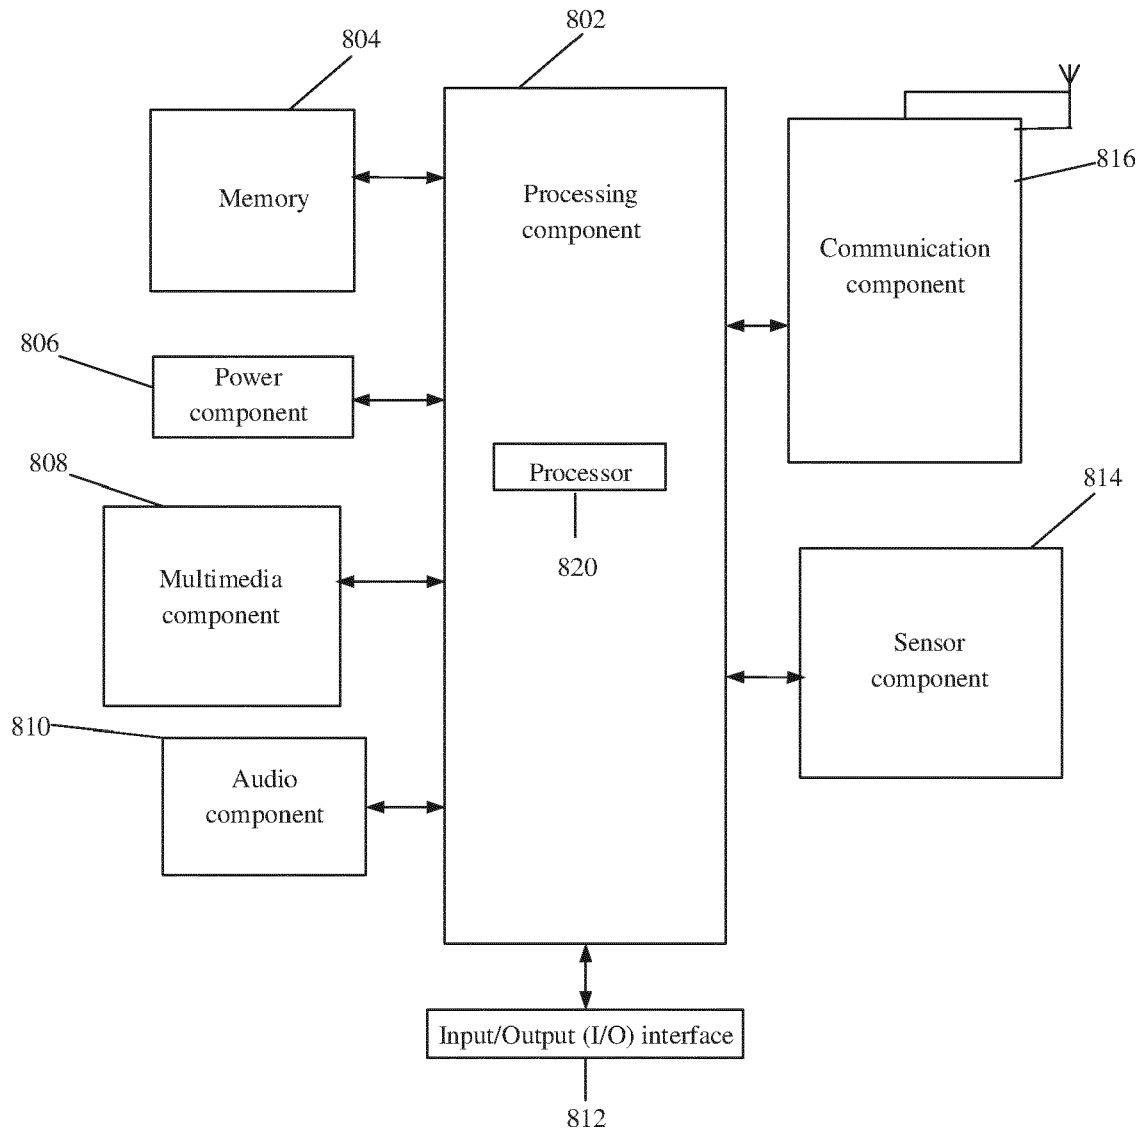 802
804
Memory
Processing
component
816
Communication
component
806
Power
component
808
Processor
820
814
Multimedia
component
Sensor
component
810
Audio
component
Input/Output (I/O) interface
812